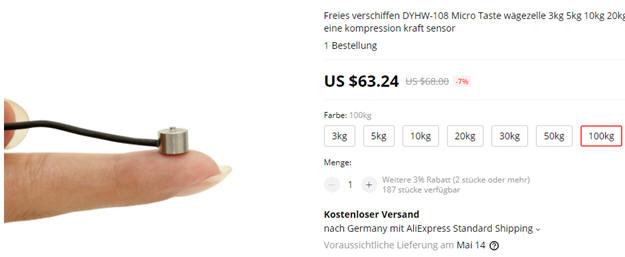 Freies verschiffen DYHW-108 Micro Taste wägezelle 3kg 5kg 10kg 20kg
eine kompression kraft sensor
1 Bestellung
US $63.24 US $68.00 -7%
Farbe: 100kg
3kg 5kg 10kg 20kg 30kg 50kg 100kg
Menge:
1 Weitere 3% Rabatt (2 stücke oder mehr)
187 stücke verfügbar
Kostenloser Versand
nach Germany mit AliExpress Standard Shipping
Voraussichtliche Lieferung am Mai 14